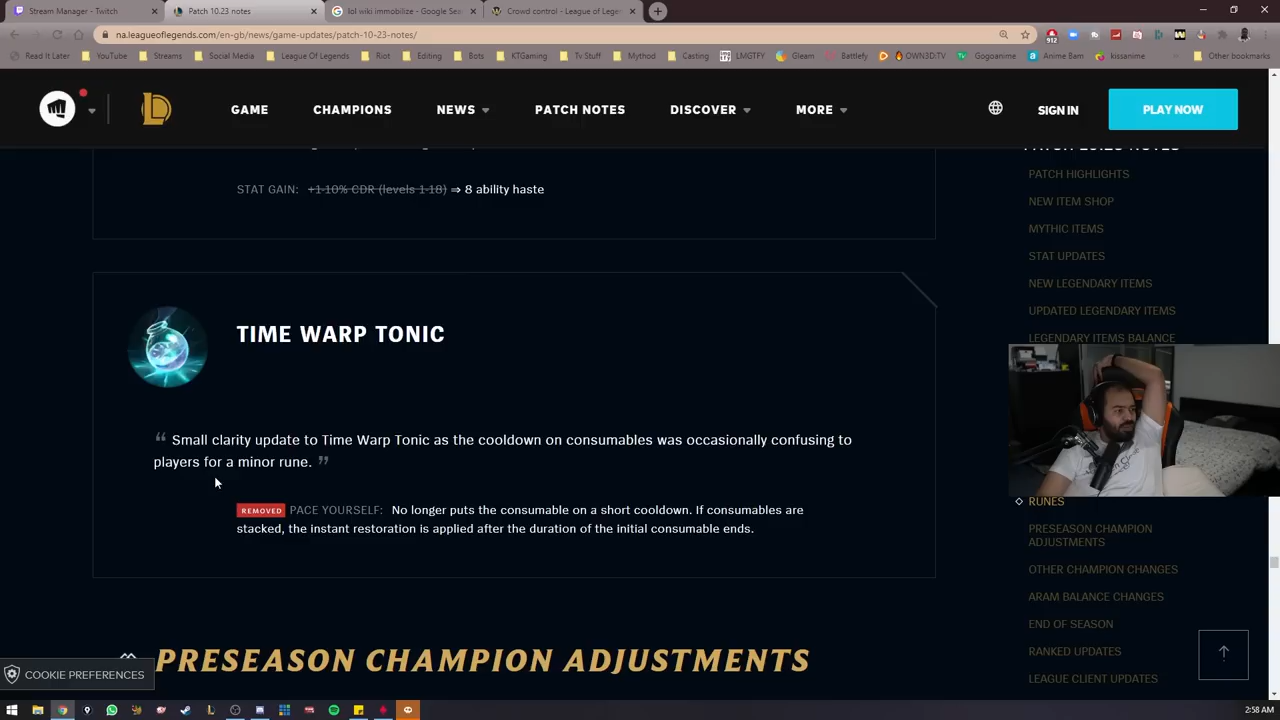 Stream Manager - Twitch
Patch 10.23 notes
lol wiki immobilize - Google Sea
Crowd control - League of Legen
na.leagueoflegends.com/en-gb/news/game-updates/patch-10-23-notes/
912
Read It Later
YouTube
Streams
Social Media
League Of Legends
Riot
Editing
Bots
KTGaming
Tv Stuff
Mythod
Casting
LMGTFY
Gleam
Battlefy
OWN3D:TV
Gogoanime
Anime Bam
kissanime
Other bookmarks
GAME
CHAMPIONS
NEWS
PATCH NOTES
DISCOVER
MORE
SIGN IN
PLAY NOW
STAT GAIN: +1-10% CDR (levels 1-18) ⇒ 8 ability haste
TIME WARP TONIC
“ Small clarity update to Time Warp Tonic as the cooldown on consumables was occasionally confusing to
players for a minor rune. ”
REMOVED PACE YOURSELF: No longer puts the consumable on a short cooldown. If consumables are
stacked, the instant restoration is applied after the duration of the initial consumable ends.
PRESEASON CHAMPION ADJUSTMENTS
COOKIE PREFERENCES
PATCH HIGHLIGHTS
NEW ITEM SHOP
MYTHIC ITEMS
STAT UPDATES
NEW LEGENDARY ITEMS
UPDATED LEGENDARY ITEMS
LEGENDARY ITEMS BALANCE
RUNES
PRESEASON CHAMPION
ADJUSTMENTS
OTHER CHAMPION CHANGES
ARAM BALANCE CHANGES
END OF SEASON
RANKED UPDATES
LEAGUE CLIENT UPDATES
2:58 AM